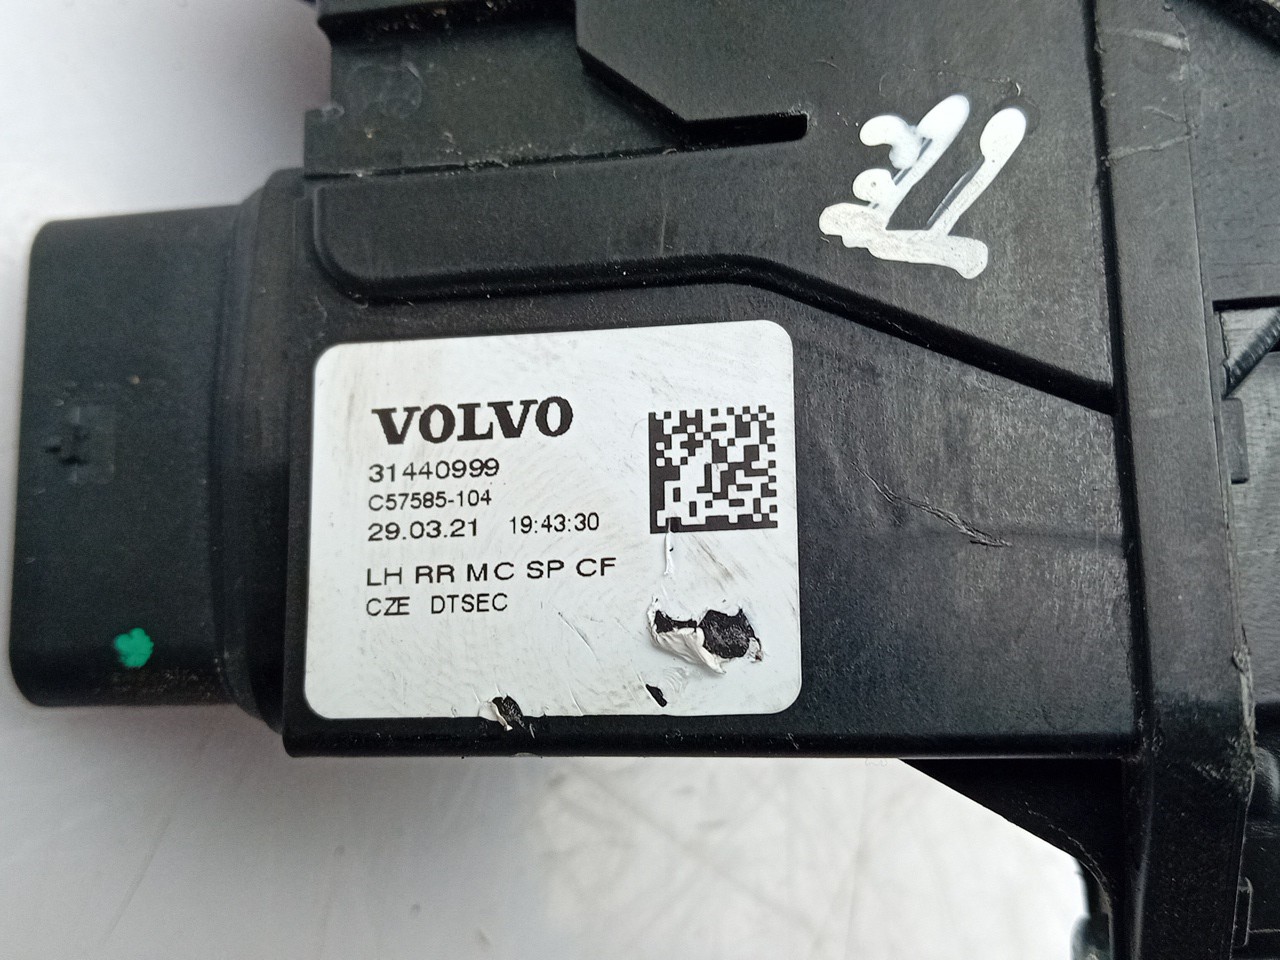 VOLVO
31440999
C57585-104
29.03.21 19:43:30
LH RR MC SP CF
CZE DTSEC